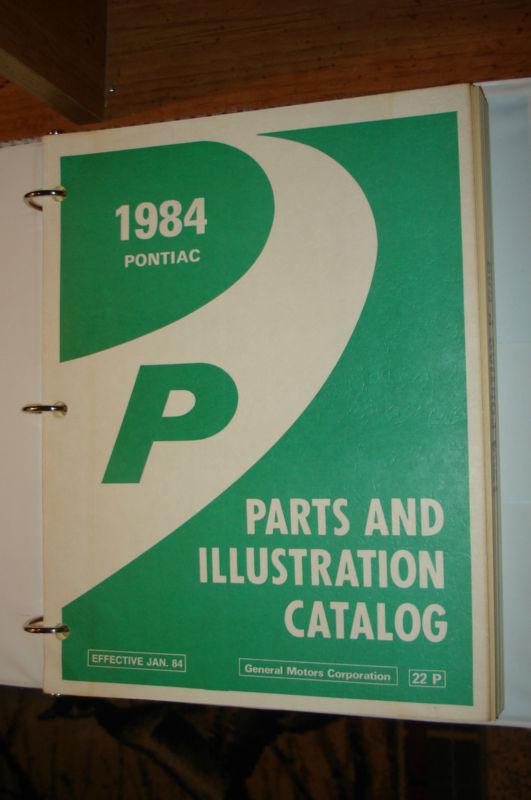 1984
PONTIAC
P
PARTS AND
ILLUSTRATION
CATALOG
EFFECTIVE JAN. 84
General Motors Corporation
22 P